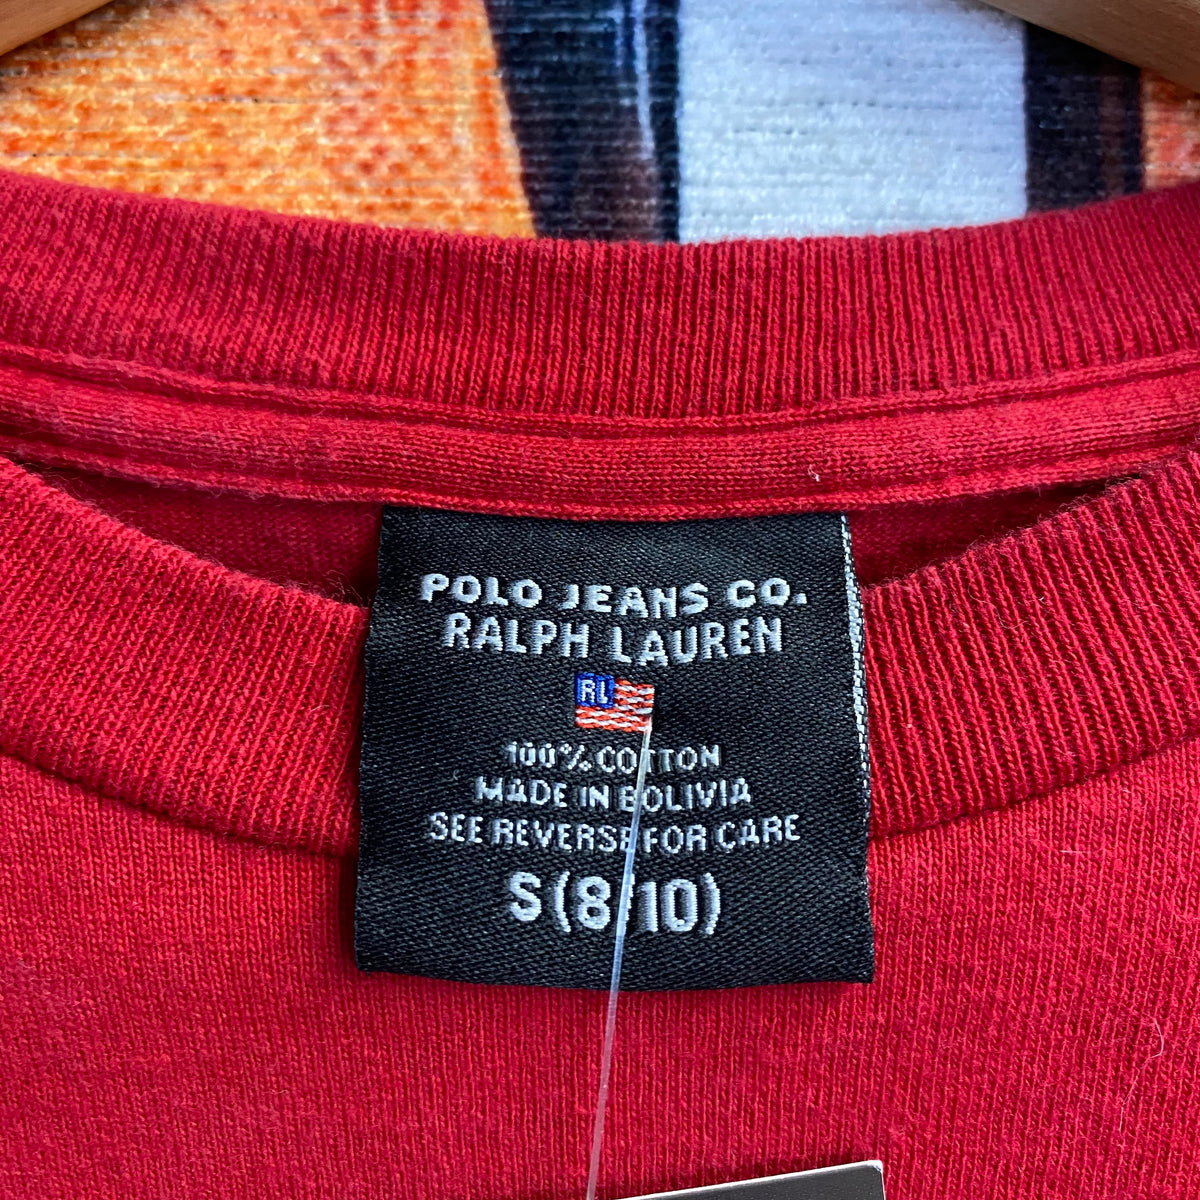 POLO JEANS CO.
RALPH LAUREN
RL
100% COTTON
MADE IN BOLIVIA
SEE REVERSE FOR CARE
S (8/10)